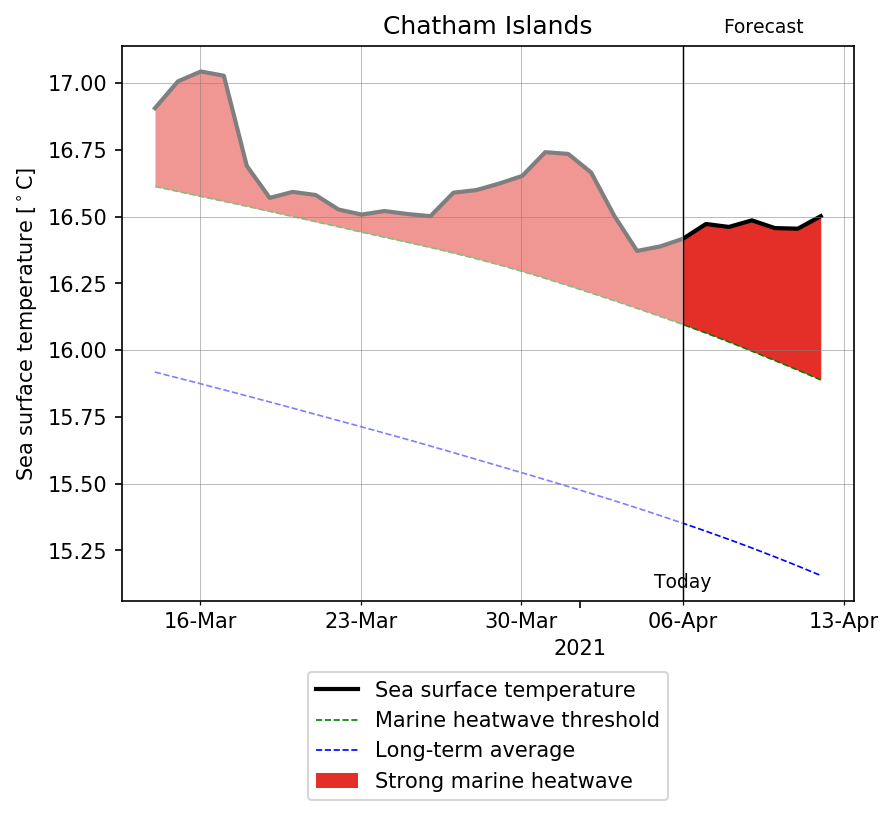 Chatham Islands
Forecast
Sea surface temperature [°C]
17.00
16.75
16.50
16.25
16.00
15.75
15.50
15.25
Today
16-Mar
23-Mar
30-Mar
06-Apr
13-Apr
2021
Sea surface temperature
Marine heatwave threshold
Long-term average
Strong marine heatwave